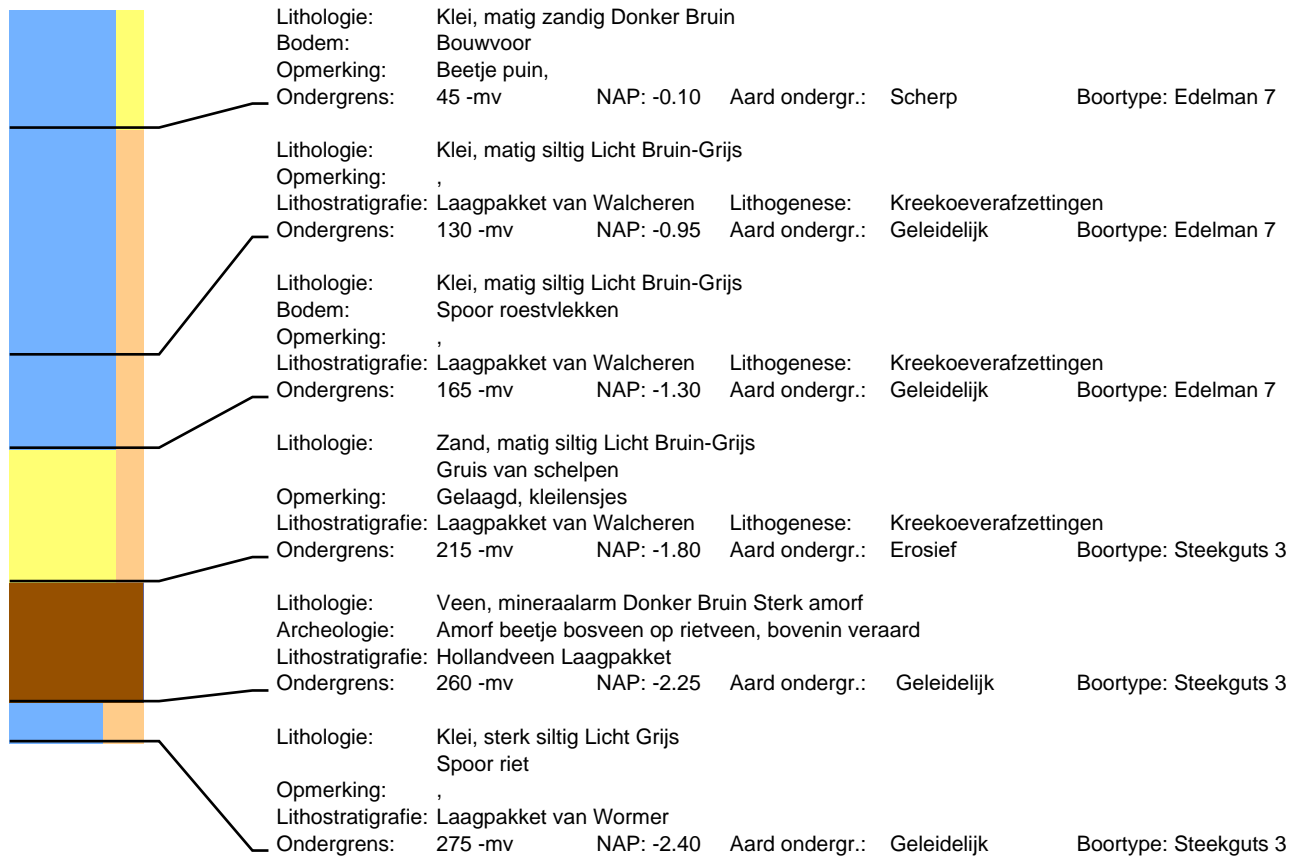 Lithologie: Klei, matig zandig Donker Bruin
Bodem: Bouwvoor
Opmerking: Beetje puin,
Ondergrens: 45 -mv NAP: -0.10 Aard ondergr.: Scherp Boortype: Edelman 7
Lithologie: Klei, matig siltig Licht Bruin-Grijs
Opmerking: ,
Lithostratigrafie: Laagpakket van Walcheren Lithogenese: Kreekoeverafzettingen
Ondergrens: 130 -mv NAP: -0.95 Aard ondergr.: Geleidelijk Boortype: Edelman 7
Lithologie: Klei, matig siltig Licht Bruin-Grijs
Bodem: Spoor roestvlekken
Opmerking: ,
Lithostratigrafie: Laagpakket van Walcheren Lithogenese: Kreekoeverafzettingen
Ondergrens: 165 -mv NAP: -1.30 Aard ondergr.: Geleidelijk Boortype: Edelman 7
Lithologie: Zand, matig siltig Licht Bruin-Grijs
Gruis van schelpen
Opmerking: Gelaagd, kleilensjes
Lithostratigrafie: Laagpakket van Walcheren Lithogenese: Kreekoeverafzettingen
Ondergrens: 215 -mv NAP: -1.80 Aard ondergr.: Erosief Boortype: Steekguts 3
Lithologie: Veen, mineraalarm Donker Bruin Sterk amorf
Archeologie: Amorf beetje bosveen op rietveen, bovenin veraard
Lithostratigrafie: Hollandveen Laagpakket
Ondergrens: 260 -mv NAP: -2.25 Aard ondergr.: Geleidelijk Boortype: Steekguts 3
Lithologie: Klei, sterk siltig Licht Grijs
Spoor riet
Opmerking: ,
Lithostratigrafie: Laagpakket van Wormer
Ondergrens: 275 -mv NAP: -2.40 Aard ondergr.: Geleidelijk Boortype: Steekguts 3